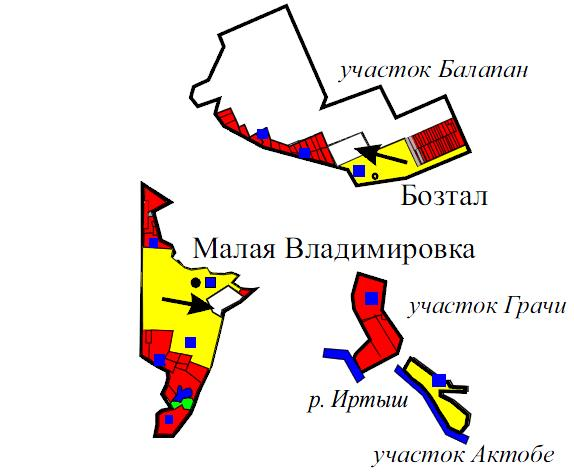 участок Балапан
Бозтал
Малая Владимировка
участок Грачи
р. Иртыш
участок Актобе